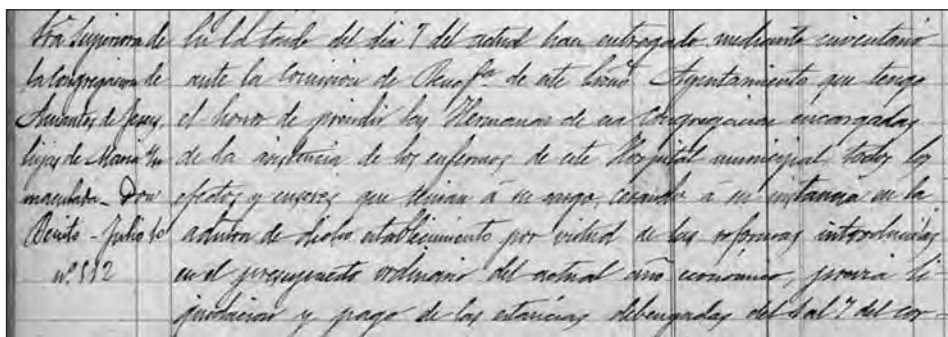 Sra Superiora de
la Congregacion de
Amantes de Jesus,
hijas de Maria In
maculada_ Don
Benito - Julio 10
nº 512
En la tarde del dia 7 del actual han entregado mediante inventario
ante la Comision de Benefª de este Excmo Ayuntamiento que tengo
el honor de presidir las Hermanas de esa Congregacion encargadas
de la asistencia de los enfermos de este Hospital municipal, todos los
efectos y enseres que tenian á su cargo, cesando á su instancia en la
de dicho establecimiento por virtud de las reformas introducidas
en el presupuesto ordinario del actual año economico, previa li
quidacion y pago de las estancias debengadas del 1 al 7 del cor-